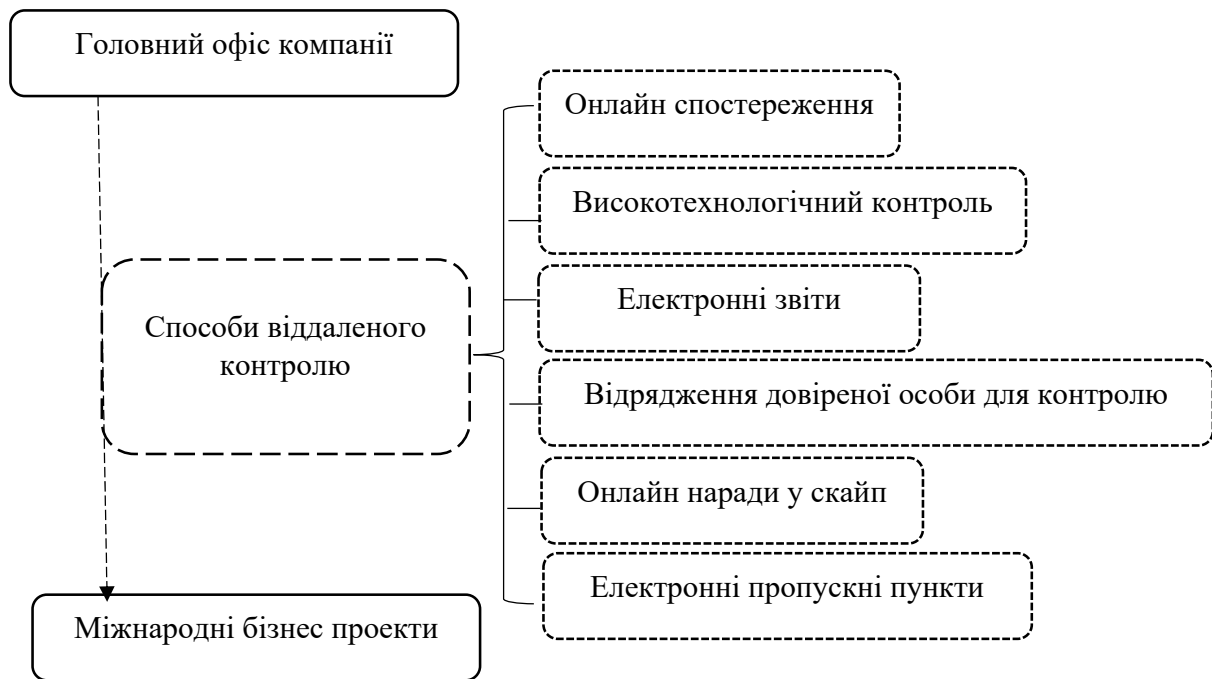 Головний офіс компанії
Онлайн спостереження
Високотехнологічний контроль
Електронні звіти
Способи віддаленого
контролю
Відрядження довіреної особи для контролю
Онлайн наради у скайп
Електронні пропускні пункти
Міжнародні бізнес проекти